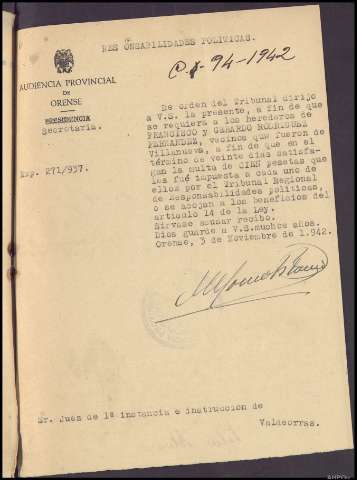 RES ONSABILIDADES POLITICAS.
C. 94-1942
AUDIENCIA PROVINCIAL
DE
ORENSE
PRESIDENCIA
Secretaria.
Exp. 271/937.
De orden del Tribunal dirijo
a V.S. la presente, a fin de que
se requiera a los herederos de
FRANCISCO y GERARDO RODRIGUEZ
FERNANDEZ, vecinos que fueron de
Villanueva, a fin de que en el
término de veinte días satisfa-
gan la multa de CIEN pesetas que
les fué impuesta a cada uno de
ellos por el Tribunal Regional
de Responsabilidades políticas,
o se acojan a los beneficios del
artículo 14 de la Ley.
Sirvase acusar recibo.
Dios guarde a V.S. muchos años.
Orense, 3 de Noviembre de 1.942.
Sr. Juez de 1ª instancia e instrucción de
Valdeorras.